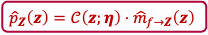 p̂_𝒁(𝒛) = 𝒞(𝒛; 𝜼) · m̂_{f→𝒁}(𝒛)